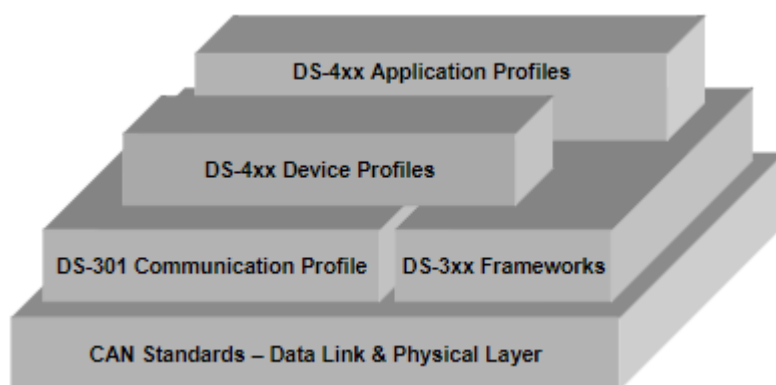 DS-4xx Application Profiles
DS-4xx Device Profiles
DS-301 Communication Profile
DS-3xx Frameworks
CAN Standards – Data Link & Physical Layer